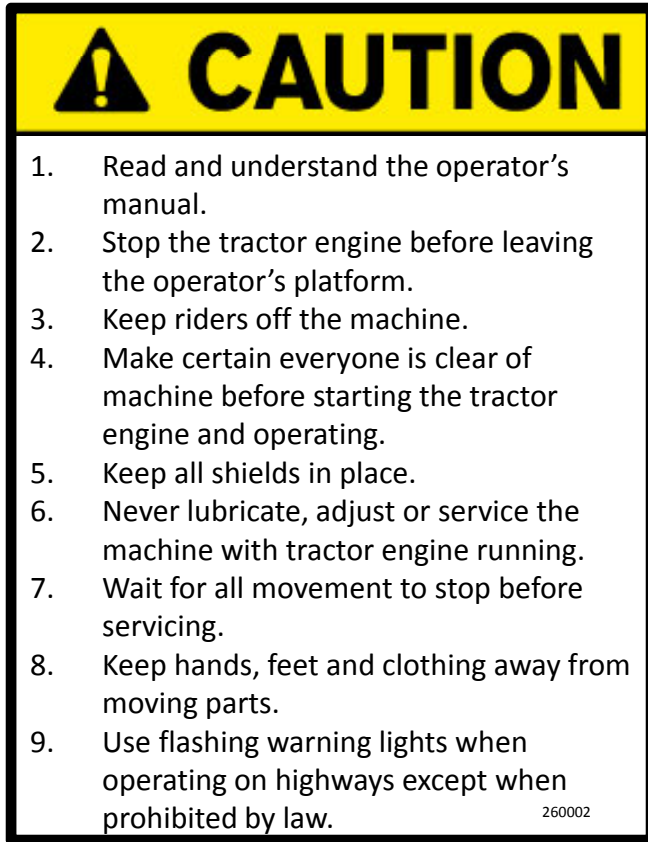 CAUTION
1. Read and understand the operator’s
manual.
2. Stop the tractor engine before leaving
the operator’s platform.
3. Keep riders off the machine.
4. Make certain everyone is clear of
machine before starting the tractor
engine and operating.
5. Keep all shields in place.
6. Never lubricate, adjust or service the
machine with tractor engine running.
7. Wait for all movement to stop before
servicing.
8. Keep hands, feet and clothing away from
moving parts.
9. Use flashing warning lights when
operating on highways except when
prohibited by law. 260002